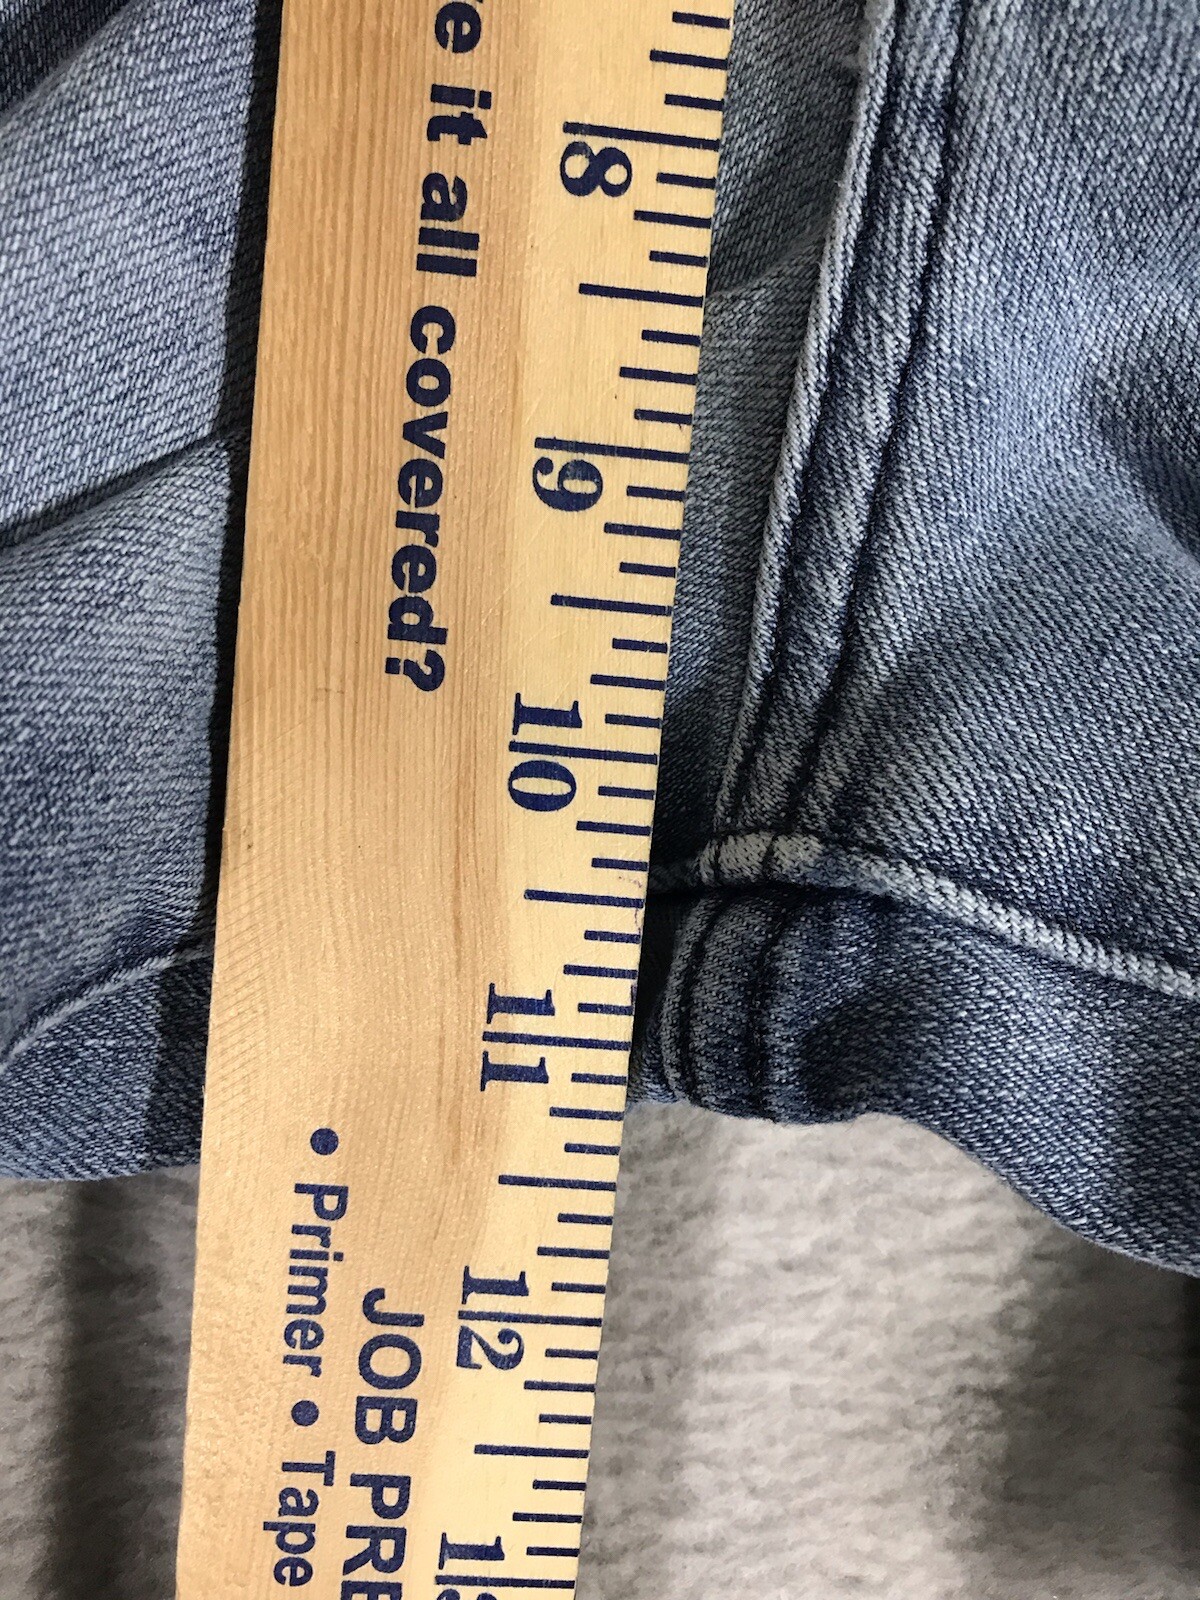 e it all covered?
8
9
10
11
12
JOB PRE
• Primer • Tape